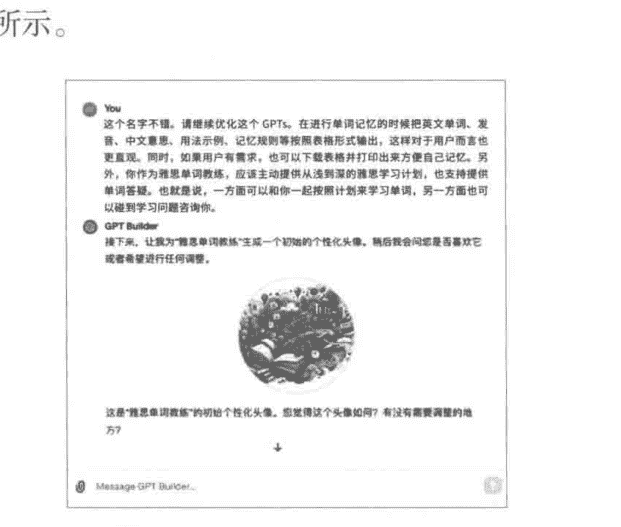 所示。
You
这个名字不错。请继续优化这个 GPTs。在进行单词记忆的时候把英文单词、发
音、中文意思、用法示例、记忆规则等按照表格形式输出，这样对于用户而言也
更直观。同时，如果用户有需求，也可以下载表格并打印出来方便自己记忆。另
外，你作为雅思单词教练，应该主动提供从浅到深的雅思学习计划，也支持提供
单词答疑。也就是说，一方面可以和你一起按照计划来学习单词，另一方面也可
以碰到学习问题咨询你。
GPT Builder
接下来，让我为“雅思单词教练”生成一个初始的个性化头像。稍后我会问您是否喜欢它
或者希望进行任何调整。
这是“雅思单词教练”的初始个性化头像。您觉得这个头像如何？有没有需要调整的地
方？
Message GPT Builder...